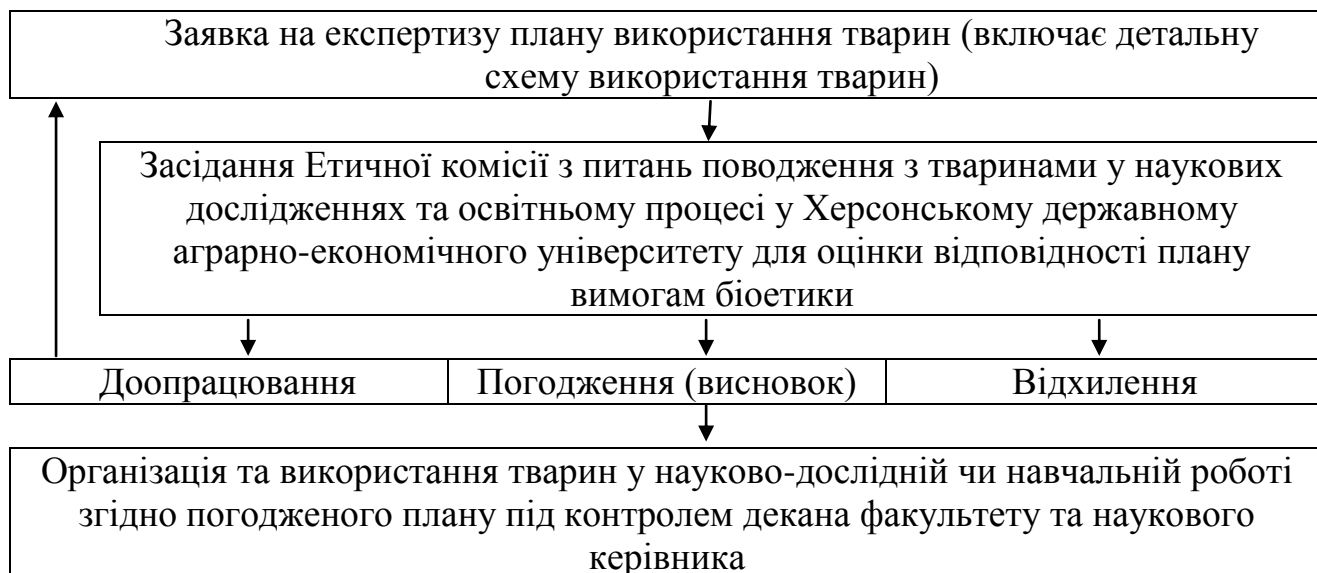 Заявка на експертизу плану використання тварин (включає детальну
схему використання тварин)
Засідання Етичної комісії з питань поводження з тваринами у наукових
дослідженнях та освітньому процесі у Херсонському державному
аграрно-економічного університету для оцінки відповідності плану
вимогам біоетики
Доопрацювання
Погодження (висновок)
Відхилення
Організація та використання тварин у науково-дослідній чи навчальній роботі
згідно погодженого плану під контролем декана факультету та наукового
керівника